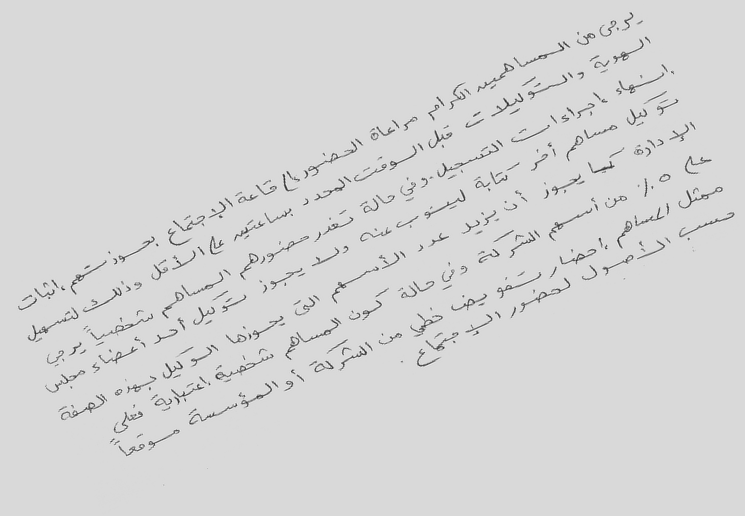 يرجى من المساهمين الكرام مراعاة الحضور إلى قاعة الإجتماع بحوزتهم إثبات
الهوية والتوكيلات قبل الوقت المحدد بساعتين على الأقل وذلك لتسهيل
إنهاء إجراءات التسجيل. وفي حالة تعذر حضورهم المساهم شخصياً يرجى
توكيل مساهم أخر كتابة لينوب عنه ولا يجوز توكيل أحد أعضاء مجلس
الإدارة كما يجوز أن يزيد عدد الأسهم التي يحوزها الوكيل بهذه الصفة
على ٥٪ من أسهم الشركة وفي حالة كون المساهم شخصية إعتبارية فعلى
ممثل المساهم إحضار تفويض خطي من الشركة أو المؤسسة موقعاً
حسب الأصول لحضور الإجتماع .